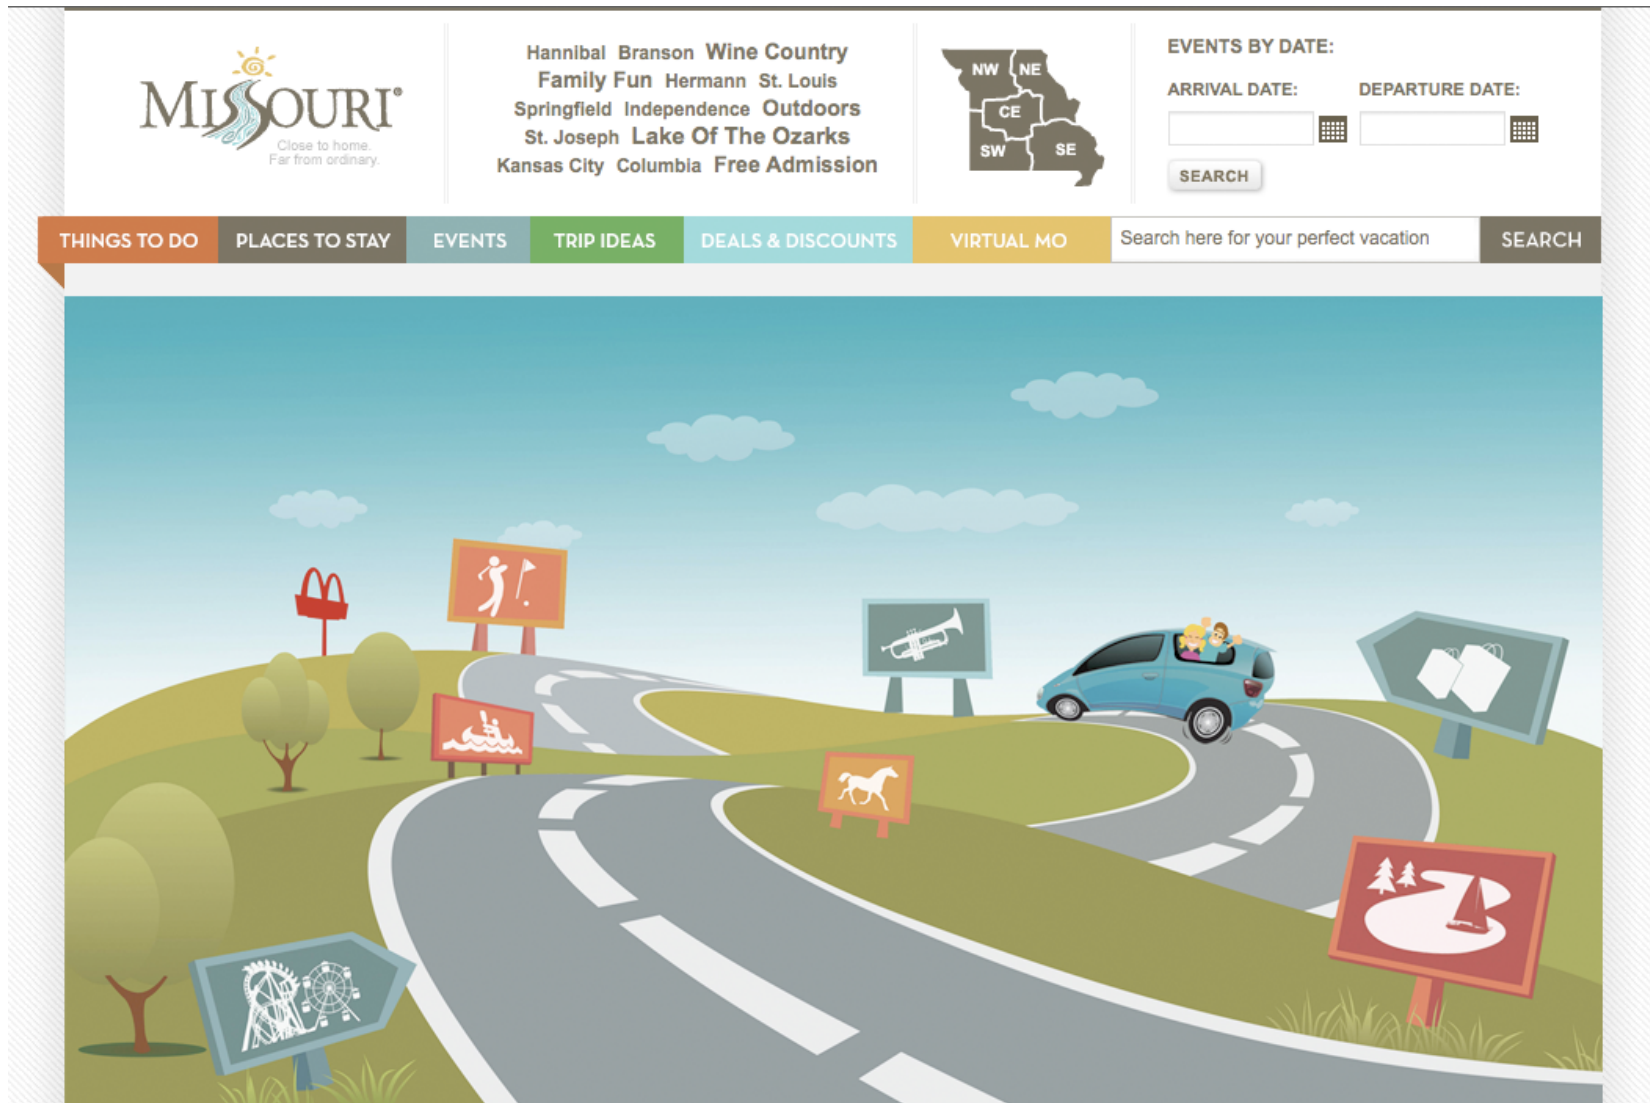 MISSOURI®
Close to home.
Far from ordinary.
Hannibal Branson Wine Country
Family Fun Hermann St. Louis
Springfield Independence Outdoors
St. Joseph Lake Of The Ozarks
Kansas City Columbia Free Admission
NW NE
CE
SW SE
EVENTS BY DATE:
ARRIVAL DATE: DEPARTURE DATE:
SEARCH
THINGS TO DO PLACES TO STAY EVENTS TRIP IDEAS DEALS & DISCOUNTS VIRTUAL MO Search here for your perfect vacation SEARCH